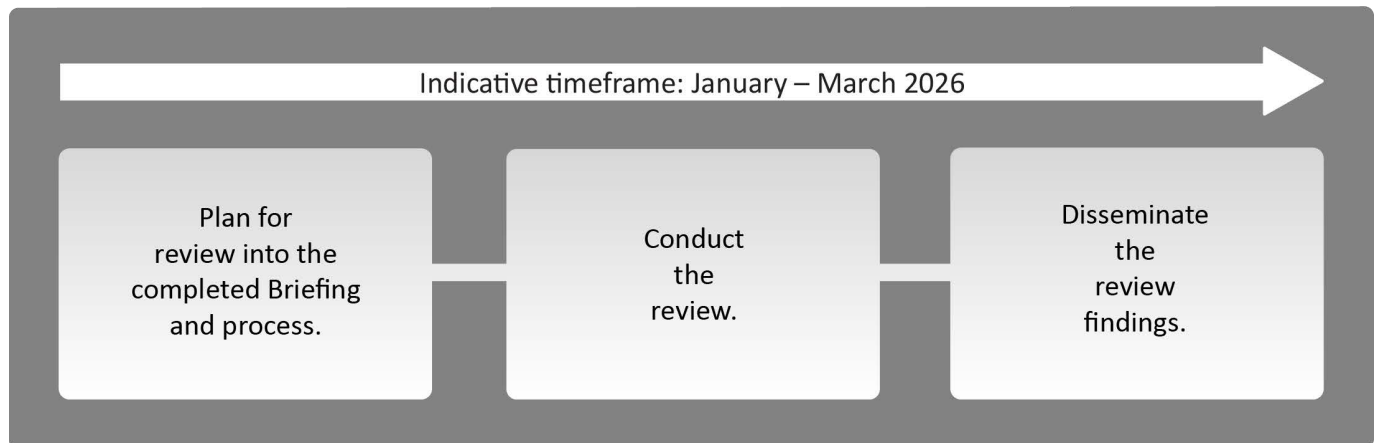 Indicative timeframe: January – March 2026
Plan for
review into the
completed Briefing
and process.
Conduct
the
review.
Disseminate
the
review
findings.